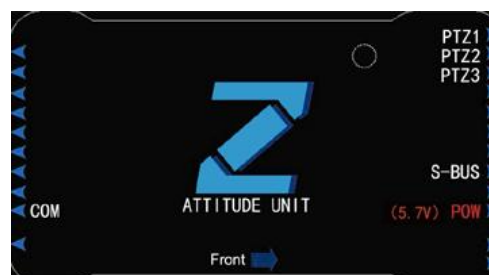 PTZ1
PTZ2
PTZ3
Z
S-BUS
COM
ATTITUDE UNIT
(5.7V) POW
Front